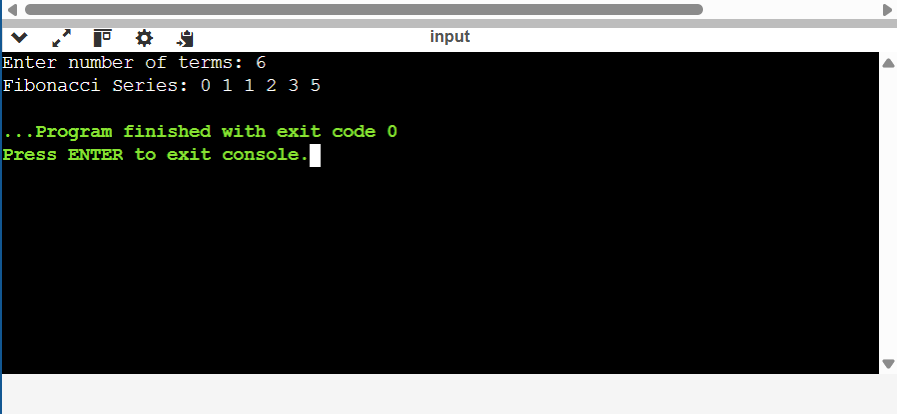 input
Enter number of terms: 6
Fibonacci Series: 0 1 1 2 3 5
...Program finished with exit code 0
Press ENTER to exit console.